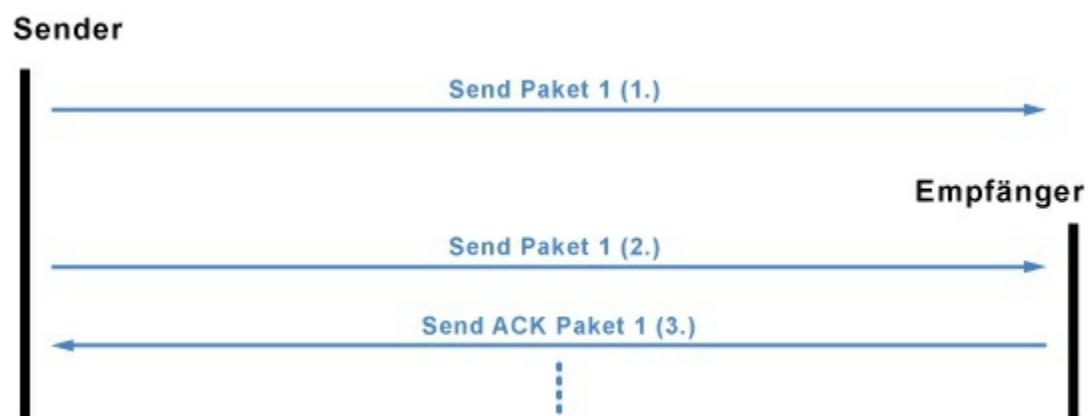 Sender
Send Paket 1 (1.)
Empfänger
Send Paket 1 (2.)
Send ACK Paket 1 (3.)